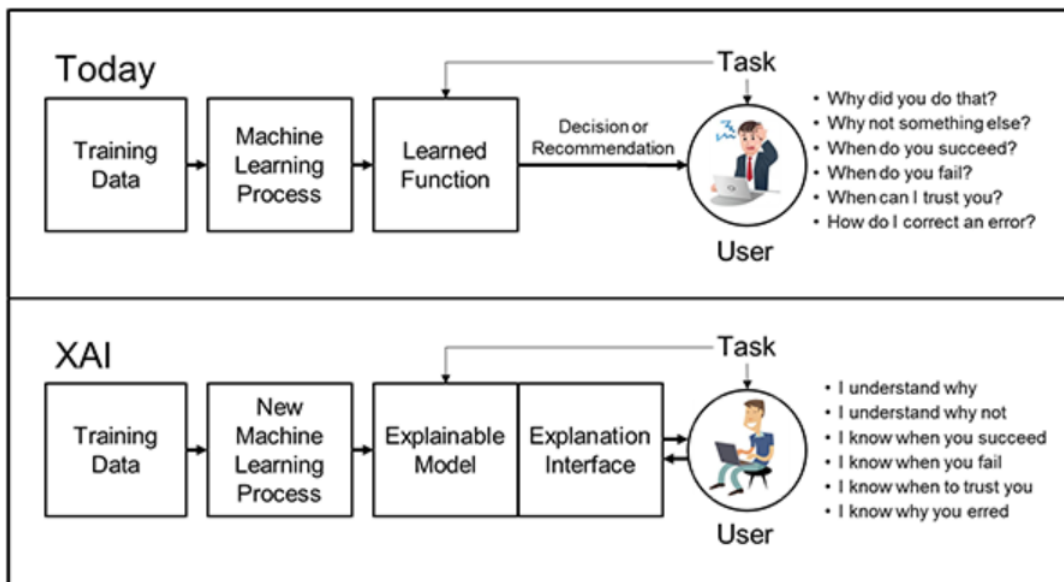 Today
Task
Training
Data
Machine
Learning
Process
Learned
Function
Decision or
Recommendation
User
• Why did you do that?
• Why not something else?
• When do you succeed?
• When do you fail?
• When can I trust you?
• How do I correct an error?
XAI
Task
Training
Data
New
Machine
Learning
Process
Explainable
Model
Explanation
Interface
User
• I understand why
• I understand why not
• I know when you succeed
• I know when you fail
• I know when to trust you
• I know why you erred